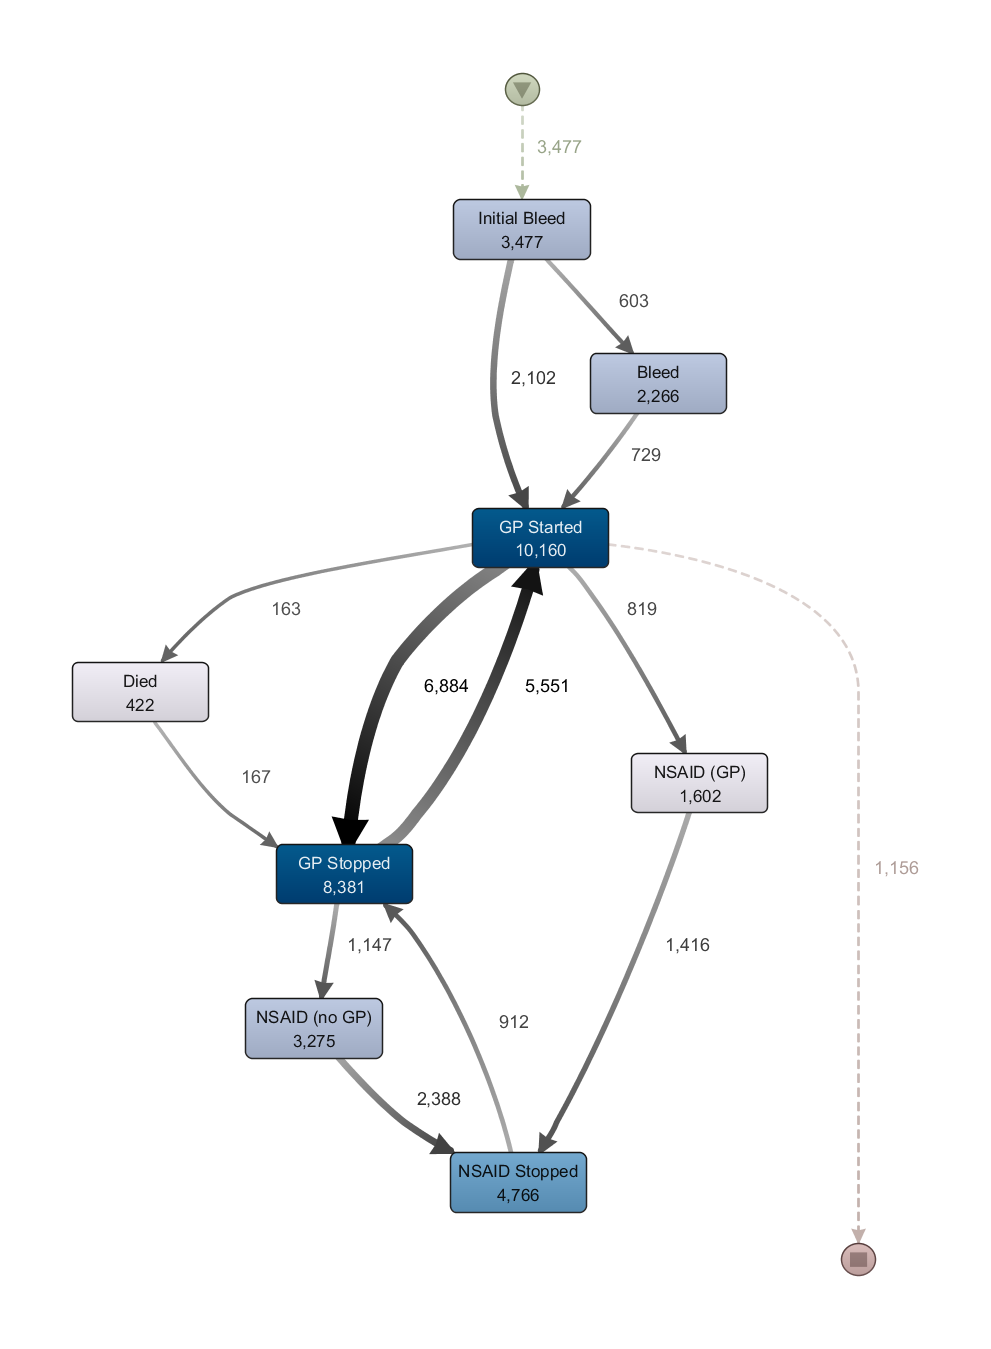 3,477
Initial Bleed
3,477
603
Bleed
2,266
2,102
729
GP Started
10,160
163
819
Died
422
6,884
5,551
167
NSAID (GP)
1,602
GP Stopped
8,381
1,156
1,147
1,416
NSAID (no GP)
3,275
912
2,388
NSAID Stopped
4,766